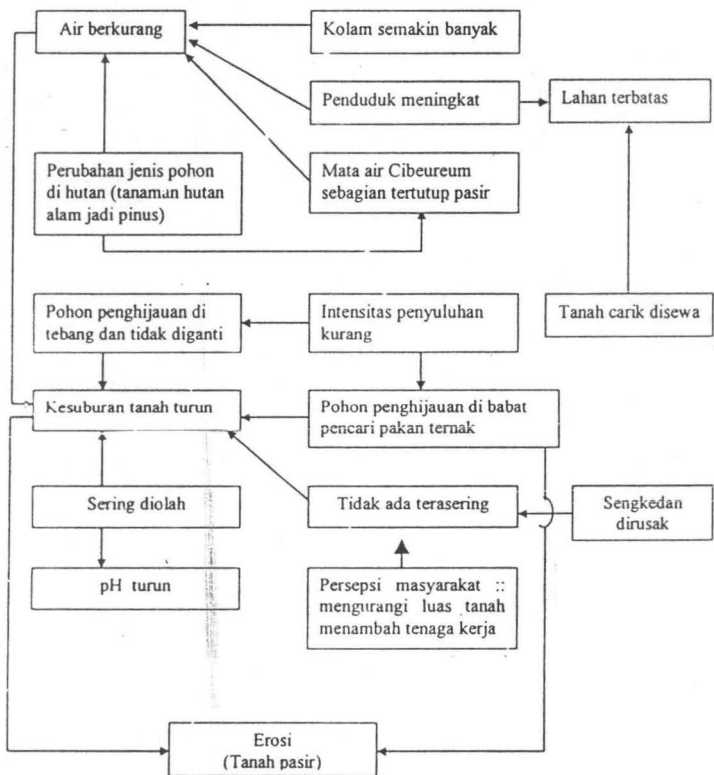 Air berkurang
Kolam semakin banyak
Penduduk meningkat
Lahan terbatas
Perubahan jenis pohon
di hutan (tanaman hutan
alam jadi pinus)
Mata air Cibeureum
sebagian tertutup pasir
Pohon penghijauan di
tebang dan tidak diganti
Intensitas penyuluhan
kurang
Tanah carik disewa
Kesuburan tanah turun
Pohon penghijauan di babat
pencari pakan ternak
Sering diolah
Tidak ada terasering
Sengkedan
dirusak
pH turun
Persepsi masyarakat ::
mengurangi luas tanah
menambah tenaga kerja
Erosi
(Tanah pasir)